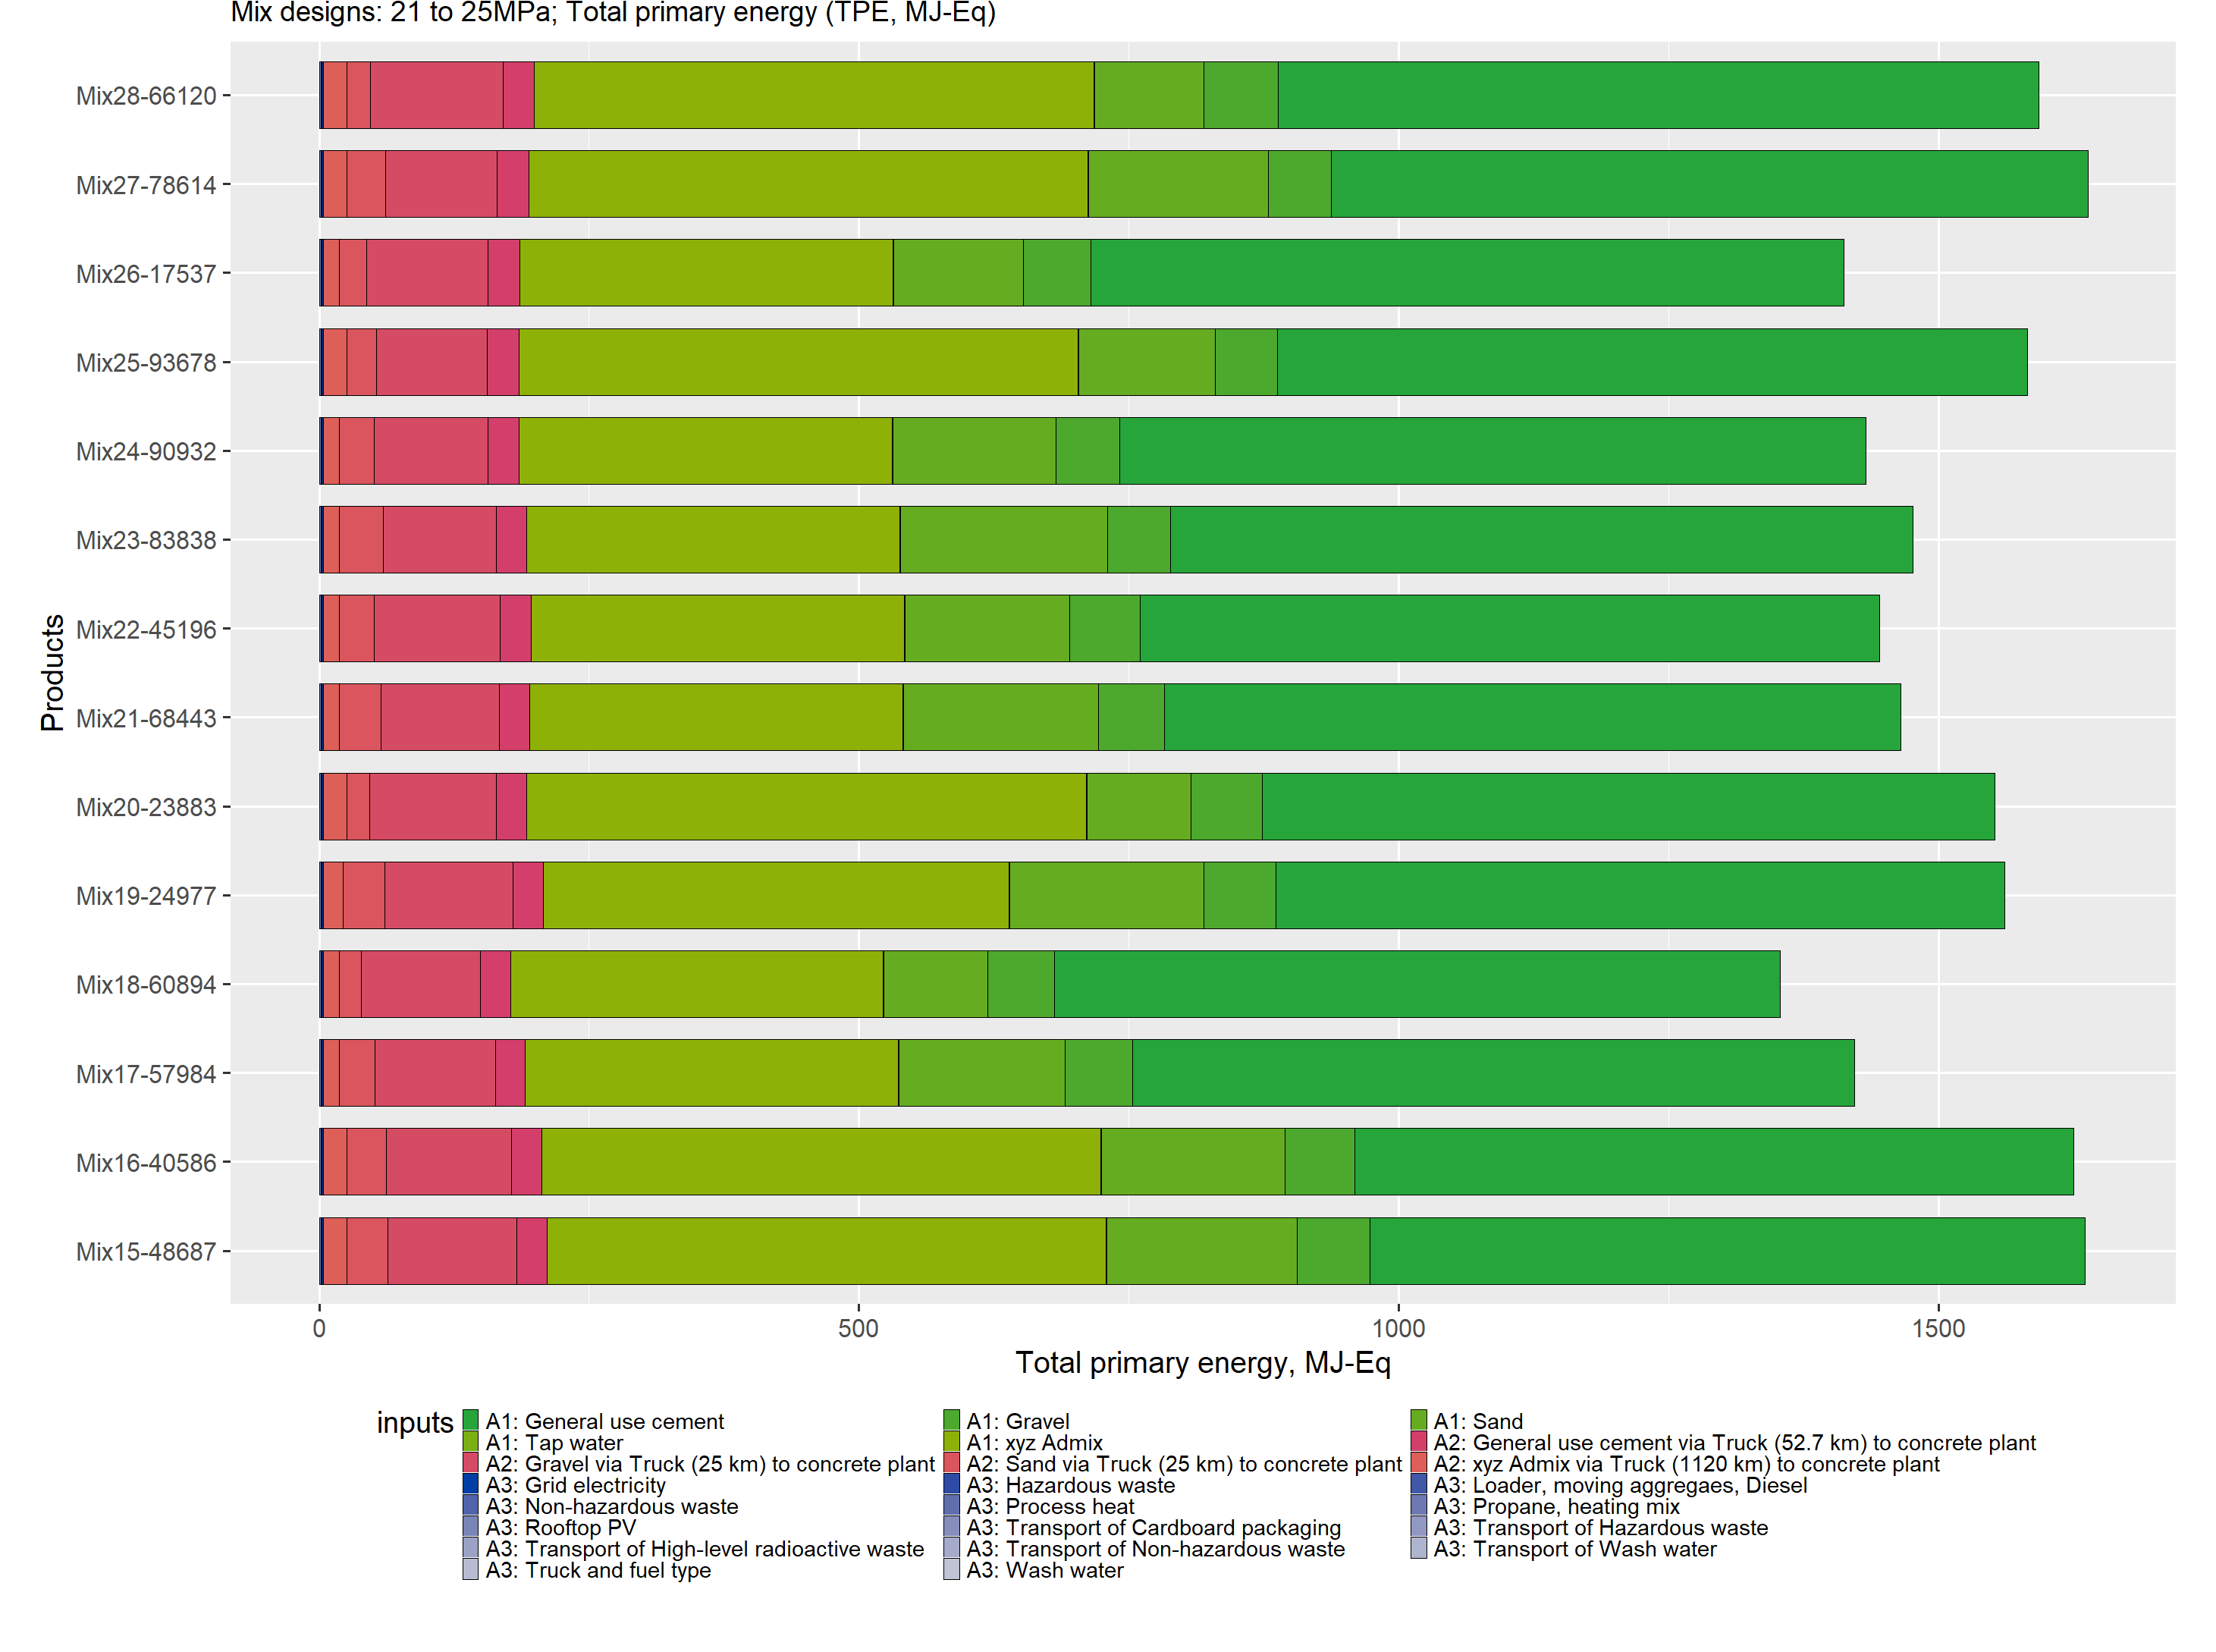 Mix designs: 21 to 25MPa; Total primary energy (TPE, MJ-Eq)
Products
Mix28-66120
Mix27-78614
Mix26-17537
Mix25-93678
Mix24-90932
Mix23-83838
Mix22-45196
Mix21-68443
Mix20-23883
Mix19-24977
Mix18-60894
Mix17-57984
Mix16-40586
Mix15-48687
0 500 1000 1500
Total primary energy, MJ-Eq
inputs
A1: General use cement A1: Gravel A1: Sand
A1: Tap water A1: xyz Admix A2: General use cement via Truck (52.7 km) to concrete plant
A2: Gravel via Truck (25 km) to concrete plant A2: Sand via Truck (25 km) to concrete plant A2: xyz Admix via Truck (1120 km) to concrete plant
A3: Grid electricity A3: Hazardous waste A3: Loader, moving aggregaes, Diesel
A3: Non-hazardous waste A3: Process heat A3: Propane, heating mix
A3: Rooftop PV A3: Transport of Cardboard packaging A3: Transport of Hazardous waste
A3: Transport of High-level radioactive waste A3: Transport of Non-hazardous waste A3: Transport of Wash water
A3: Truck and fuel type A3: Wash water